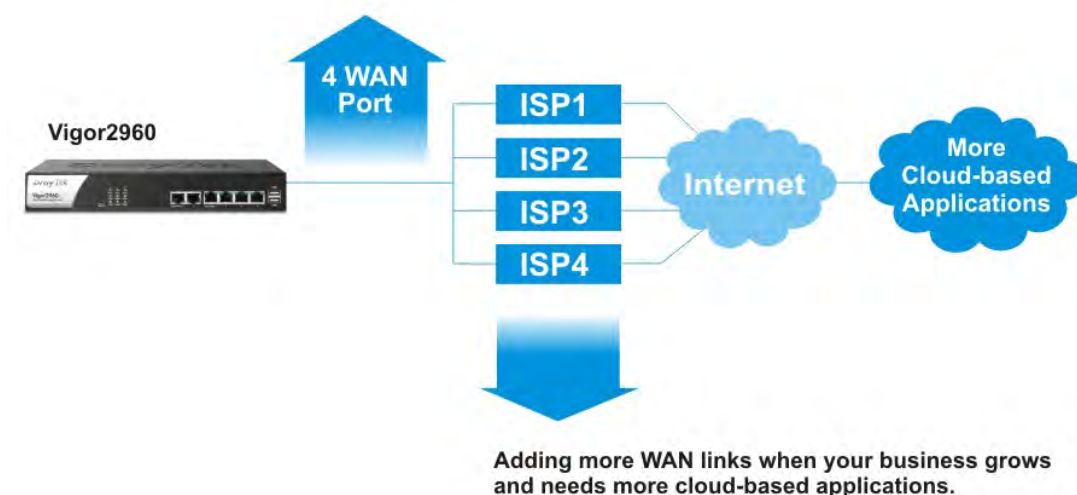 4 WAN
Port
Vigor2960
Vigor2960
ISP1
ISP2
ISP3
ISP4
Internet
More
Cloud-based
Applications
Adding more WAN links when your business grows
and needs more cloud-based applications.